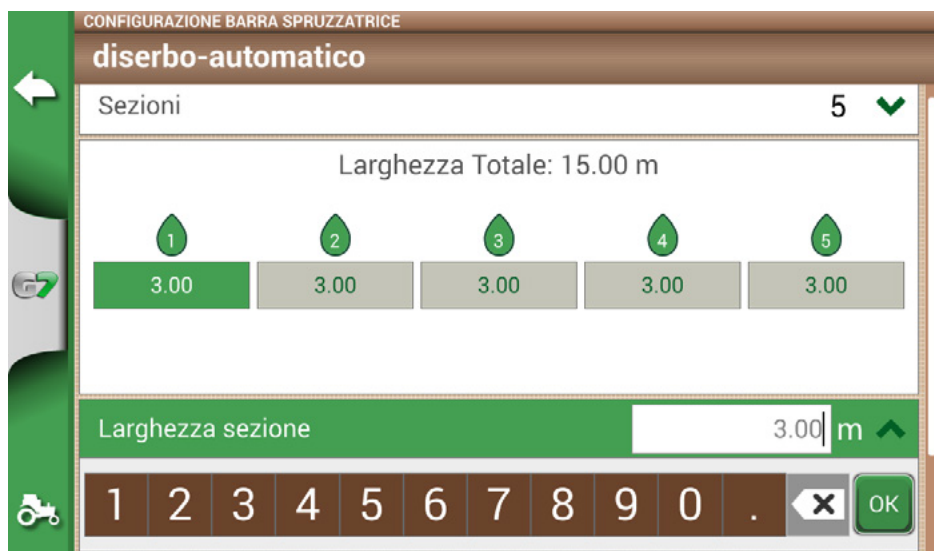 CONFIGURAZIONE BARRA SPRUZZATRICE
diserbo-automatico
Sezioni 5
Larghezza Totale: 15.00 m
1 2 3 4 5
3.00 3.00 3.00 3.00 3.00
G7
Larghezza sezione 3.00 m
1 2 3 4 5 6 7 8 9 0 . OK